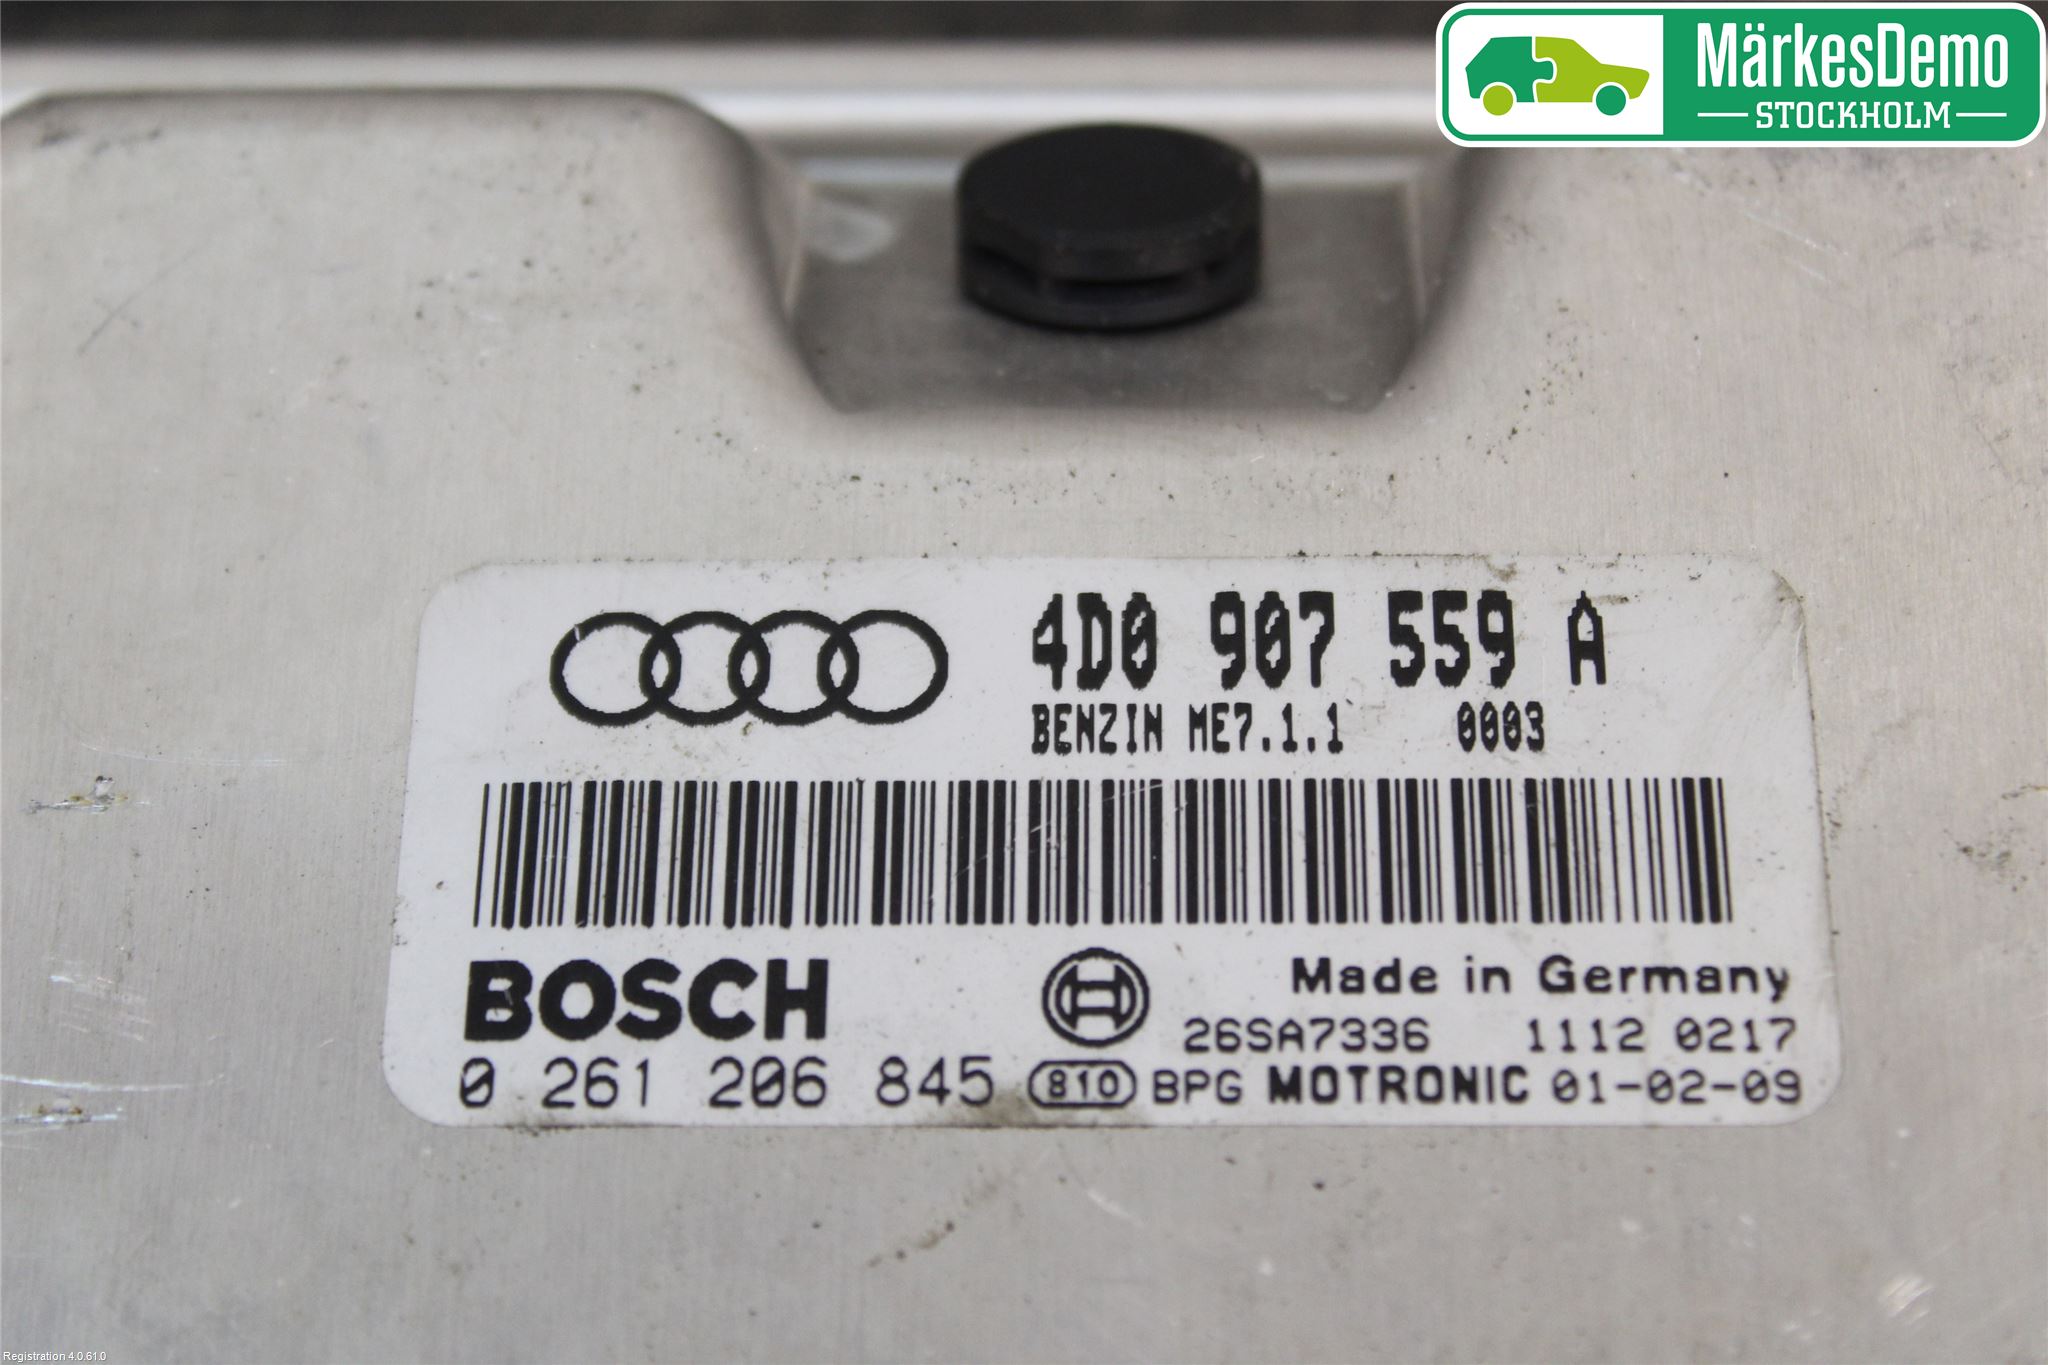 MärkesDemo
STOCKHOLM
4D0 907 559 A
BENZIN ME7.1.1 0003
BOSCH
Made in Germany
26SA7336 1112 0217
0 261 206 845 810 BPG MOTRONIC 01-02-09
Registration 4.0.61.0